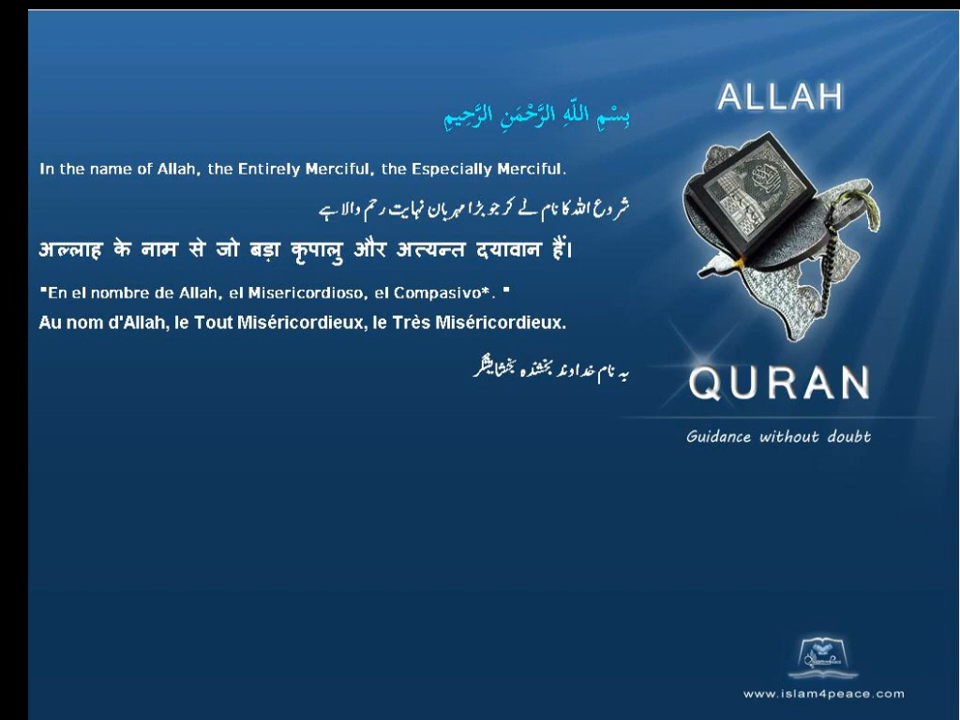 بِسْمِ اللّهِ الرَّحْمَنِ الرَّحِيمِ
In the name of Allah, the Entirely Merciful, the Especially Merciful.
شروع الله کا نام لے کر جو بڑا مہربان نہایت رحم والا ہے
अल्लाह के नाम से जो बड़ा कृपालु और अत्यन्त दयावान हैं।
"En el nombre de Allah, el Misericordioso, el Compasivo*. "
Au nom d'Allah, le Tout Miséricordieux, le Très Miséricordieux.
به نام خداوند بخشنده بخشایشگر
ALLAH
QURAN
Guidance without doubt
www.islam4peace.com